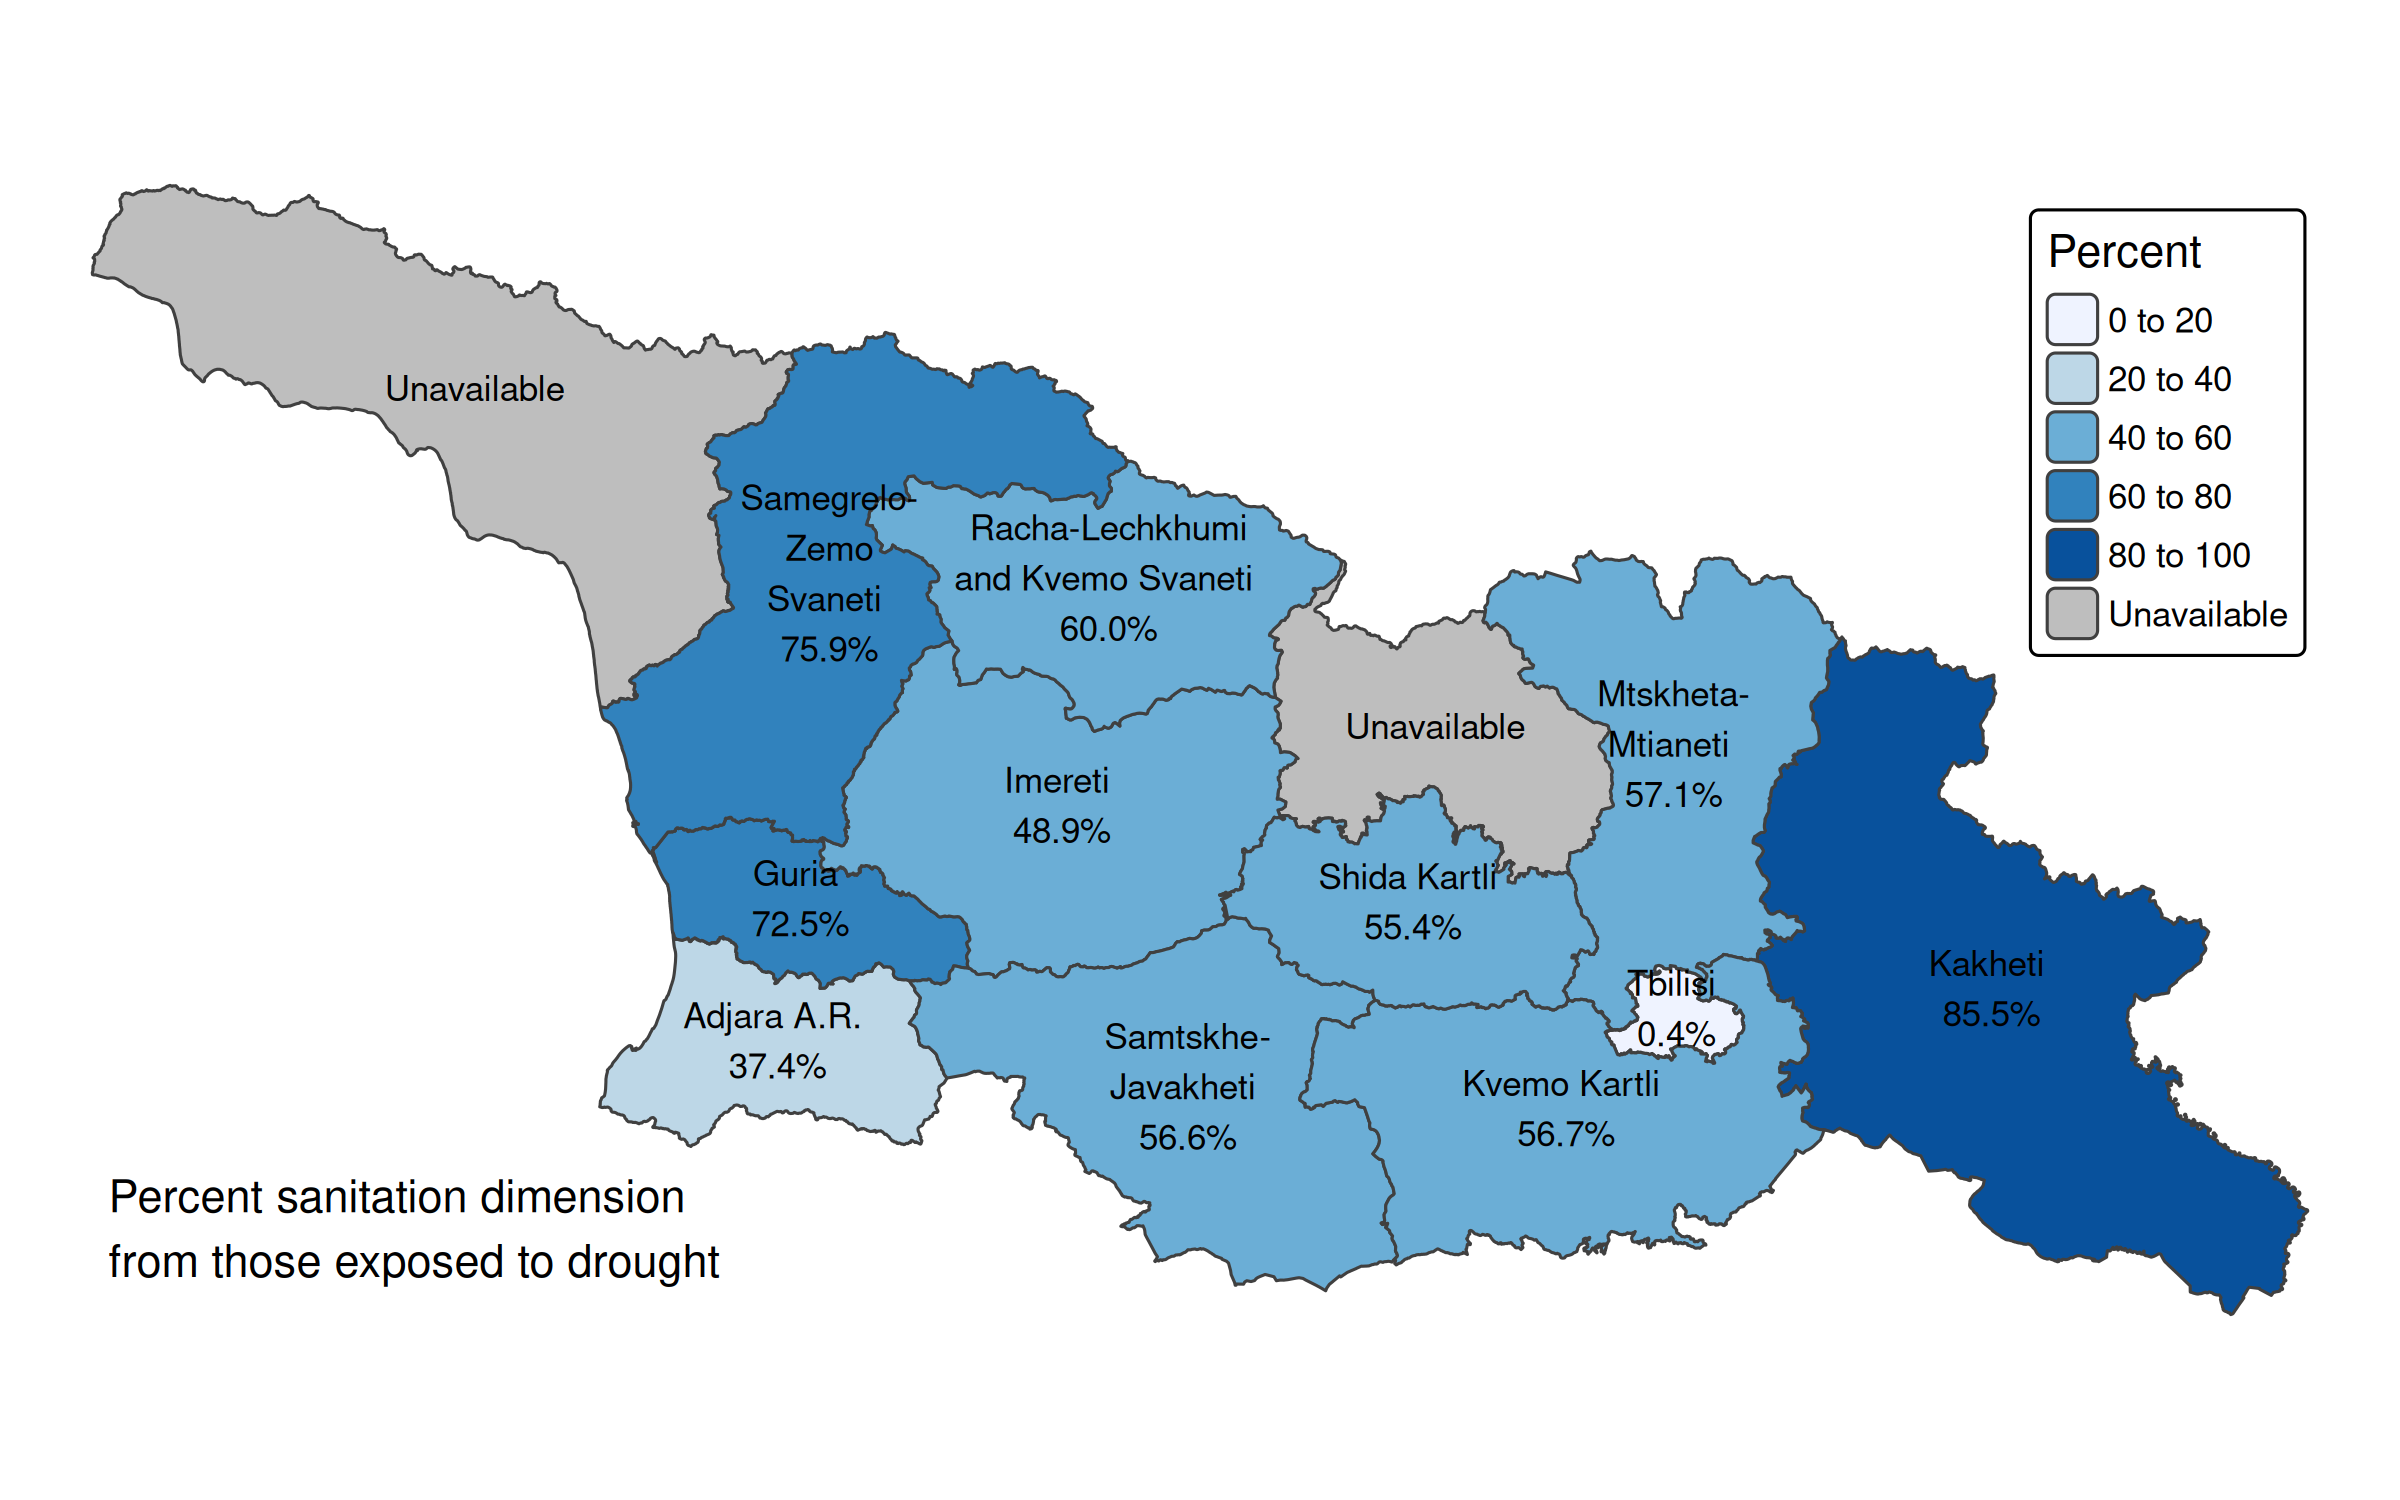 Unavailable
Samegrelo-
Zemo
Svaneti
75.9%
Racha-Lechkhumi
and Kvemo Svaneti
60.0%
Unavailable
Mtskheta-
Mtianeti
57.1%
Imereti
48.9%
Guria
72.5%
Shida Kartli
55.4%
Adjara A.R.
37.4%
Samtskhe-
Javakheti
56.6%
Tbilisi
0.4%
Kvemo Kartli
56.7%
Kakheti
85.5%
Percent
0 to 20
20 to 40
40 to 60
60 to 80
80 to 100
Unavailable
Percent sanitation dimension
from those exposed to drought